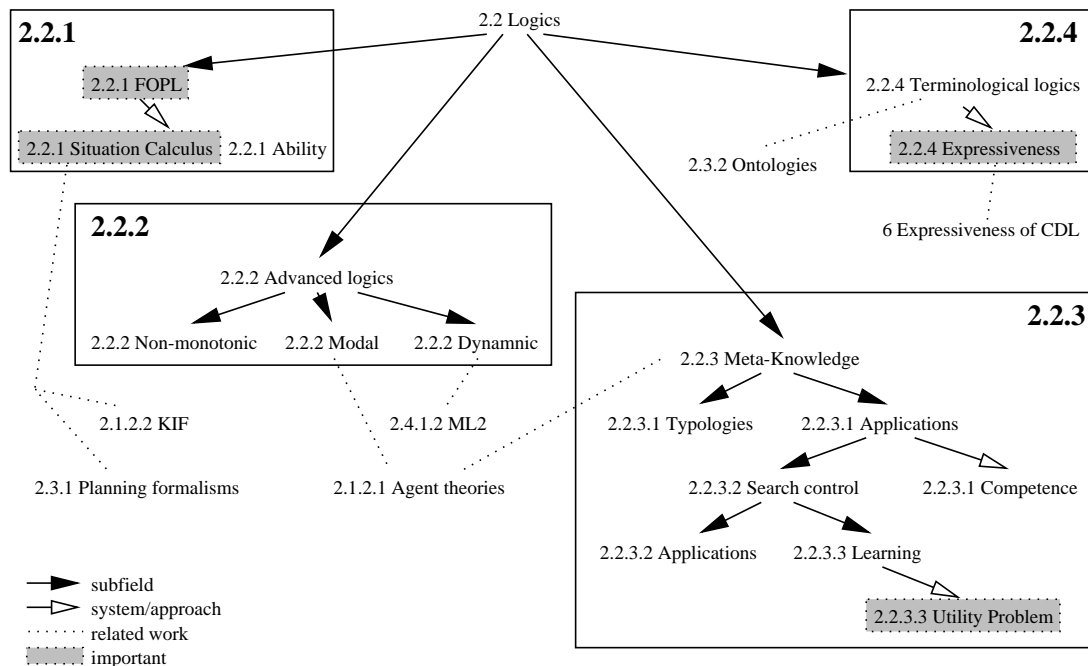 2.2 Logics
2.2.1
2.2.1 FOPL
2.2.1 Situation Calculus
2.2.1 Ability
2.2.4
2.2.4 Terminological logics
2.2.4 Expressiveness
2.3.2 Ontologies
6 Expressiveness of CDL
2.2.2
2.2.2 Advanced logics
2.2.2 Non-monotonic
2.2.2 Modal
2.2.2 Dynamnic
2.2.3
2.2.3 Meta-Knowledge
2.2.3.1 Typologies
2.2.3.1 Applications
2.2.3.2 Search control
2.2.3.1 Competence
2.2.3.2 Applications
2.2.3.3 Learning
2.2.3.3 Utility Problem
2.1.2.2 KIF
2.4.1.2 ML2
2.3.1 Planning formalisms
2.1.2.1 Agent theories
subfield
system/approach
related work
important